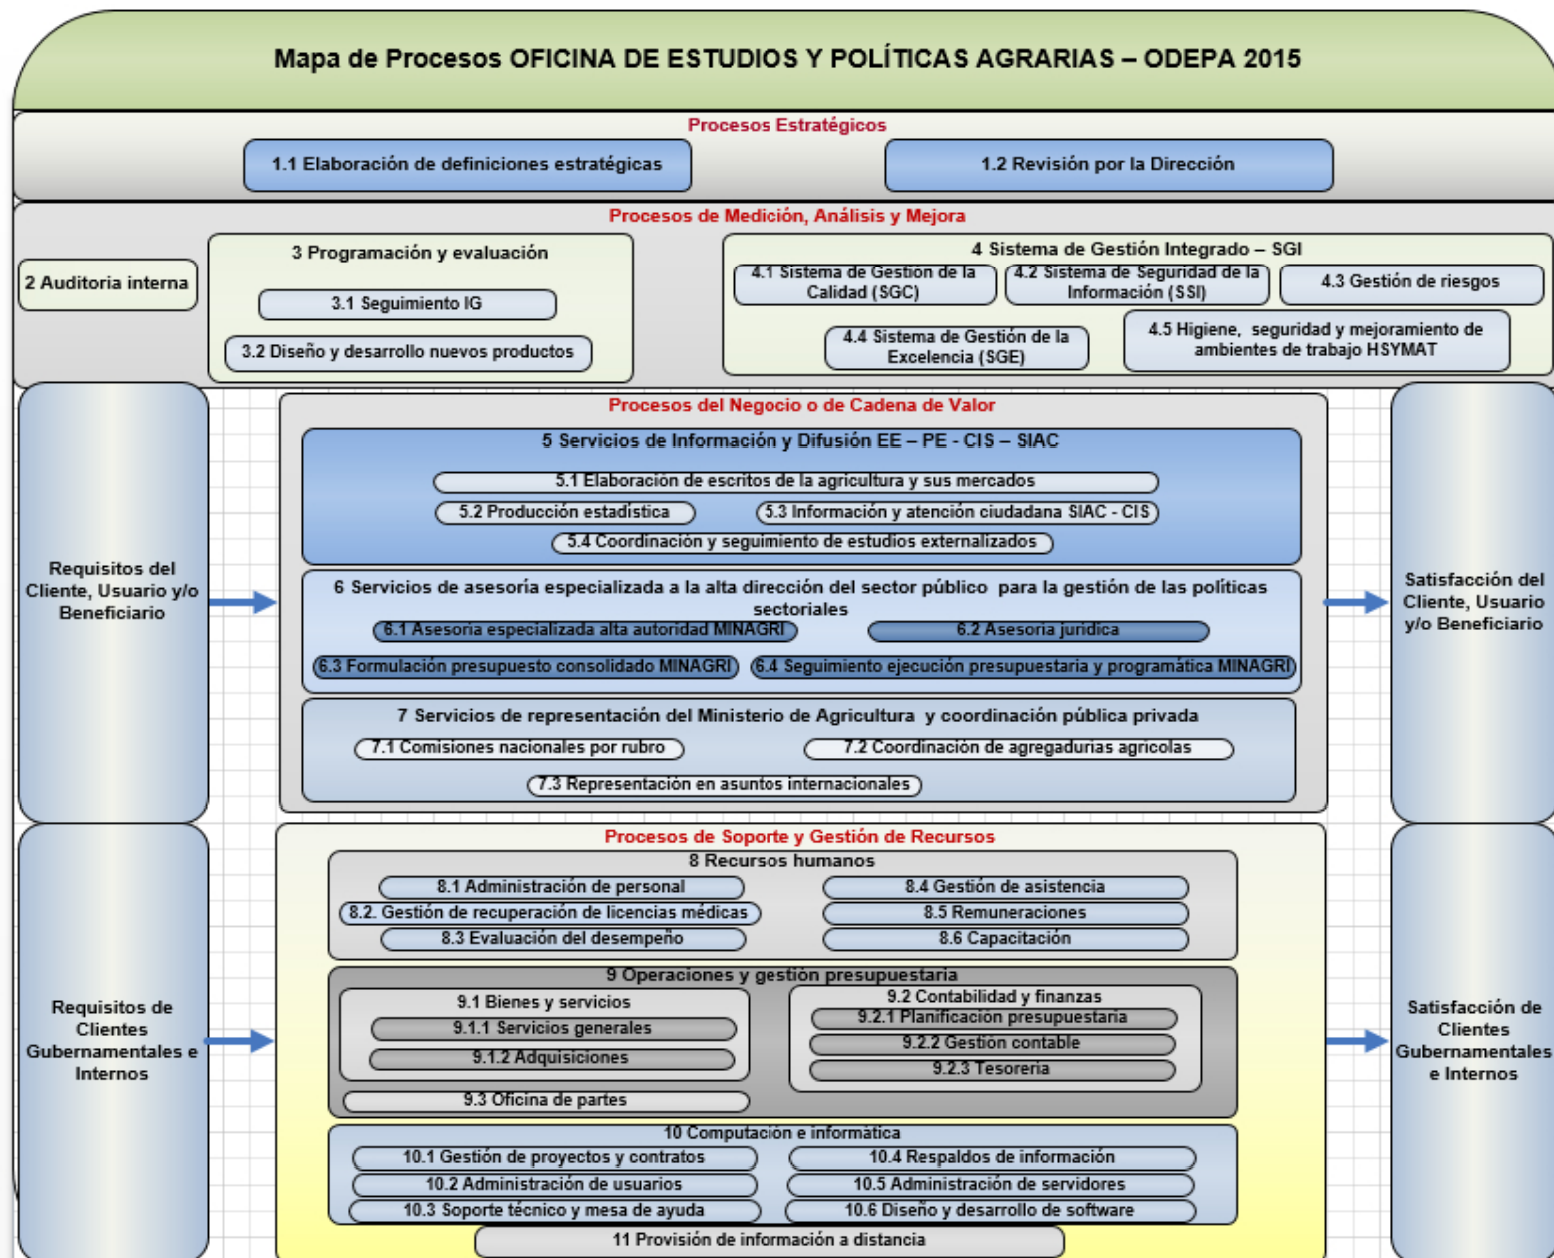 Mapa de Procesos OFICINA DE ESTUDIOS Y POLÍTICAS AGRARIAS – ODEPA 2015
Procesos Estratégicos
1.1 Elaboración de definiciones estratégicas
1.2 Revisión por la Dirección
Procesos de Medición, Análisis y Mejora
2 Auditoria interna
3 Programación y evaluación
3.1 Seguimiento IG
3.2 Diseño y desarrollo nuevos productos
4 Sistema de Gestión Integrado – SGI
4.1 Sistema de Gestión de la
Calidad (SGC)
4.2 Sistema de Seguridad de la
Información (SSI)
4.3 Gestión de riesgos
4.4 Sistema de Gestión de la
Excelencia (SGE)
4.5 Higiene, seguridad y mejoramiento de
ambientes de trabajo HSYMAT
Requisitos del
Cliente, Usuario y/o
Beneficiario
Procesos del Negocio o de Cadena de Valor
5 Servicios de Información y Difusión EE – PE - CIS – SIAC
5.1 Elaboración de escritos de la agricultura y sus mercados
5.2 Producción estadística
5.3 Información y atención ciudadana SIAC - CIS
5.4 Coordinación y seguimiento de estudios externalizados
6 Servicios de asesoría especializada a la alta dirección del sector público para la gestión de las políticas
sectoriales
6.1 Asesoria especializada alta autoridad MINAGRI
6.2 Asesoria juridica
6.3 Formulación presupuesto consolidado MINAGRI
6.4 Seguimiento ejecución presupuestaria y programática MINAGRI
7 Servicios de representación del Ministerio de Agricultura y coordinación pública privada
7.1 Comisiones nacionales por rubro
7.2 Coordinación de agregadurias agricolas
7.3 Representación en asuntos internacionales
Satisfacción del
Cliente, Usuario
y/o Beneficiario
Requisitos de
Clientes
Gubernamentales e
Internos
Procesos de Soporte y Gestión de Recursos
8 Recursos humanos
8.1 Administración de personal
8.2. Gestión de recuperación de licencias médicas
8.3 Evaluación del desempeño
8.4 Gestión de asistencia
8.5 Remuneraciones
8.6 Capacitación
9 Operaciones y gestión presupuestaria
9.1 Bienes y servicios
9.1.1 Servicios generales
9.1.2 Adquisiciones
9.2 Contabilidad y finanzas
9.2.1 Planificación presupuestaria
9.2.2 Gestión contable
9.2.3 Tesoreria
9.3 Oficina de partes
10 Computación e informática
10.1 Gestión de proyectos y contratos
10.2 Administración de usuarios
10.3 Soporte técnico y mesa de ayuda
10.4 Respaldos de información
10.5 Administración de servidores
10.6 Diseño y desarrollo de software
11 Provisión de información a distancia
Satisfacción de
Clientes
Gubernamentales
e Internos